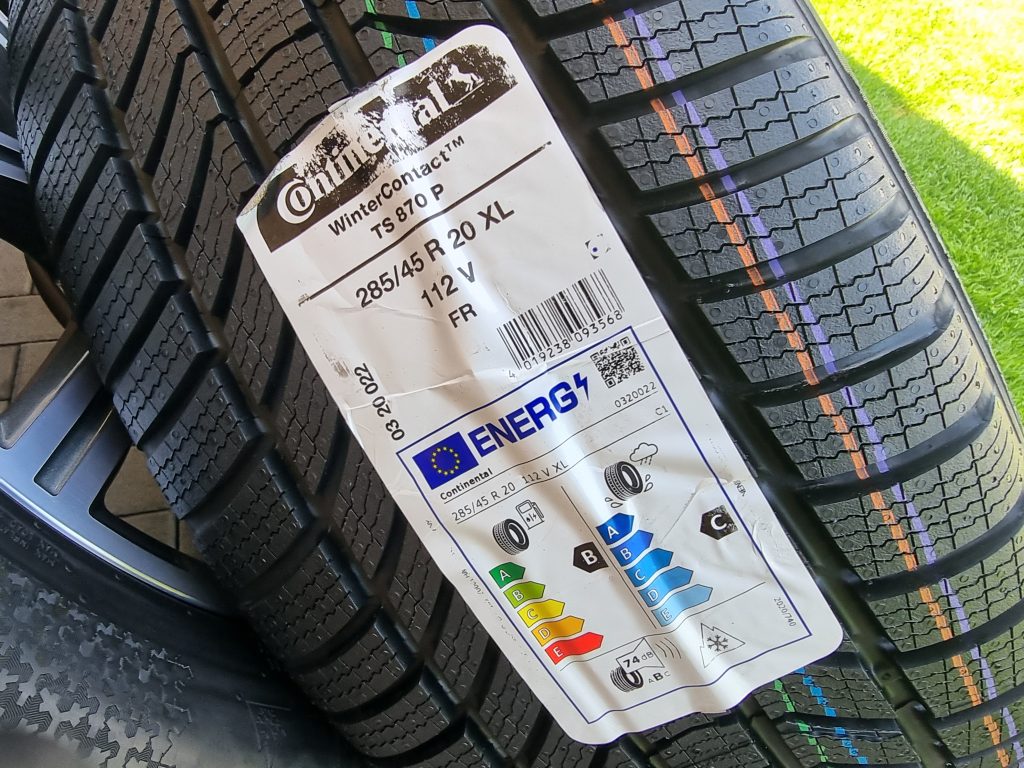 Continental
WinterContact™
TS 870 P
285/45 R 20 XL
112 V
FR
4 019238 093568
03 20 022
ENERG
0320022
Continental
C1
285/45 R 20 112 V XL
A
B
C
D
E
B
A
B
C
D
E
C
74 dB
ABC
2020/740